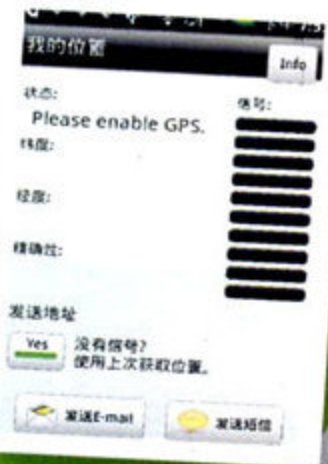 我的位置
Info
状态:
信号:
Please enable GPS.
纬度:
经度:
精确性:
发送地址
Yes
没有信号?
使用上次获取位置。
发送E-mail
发送短信